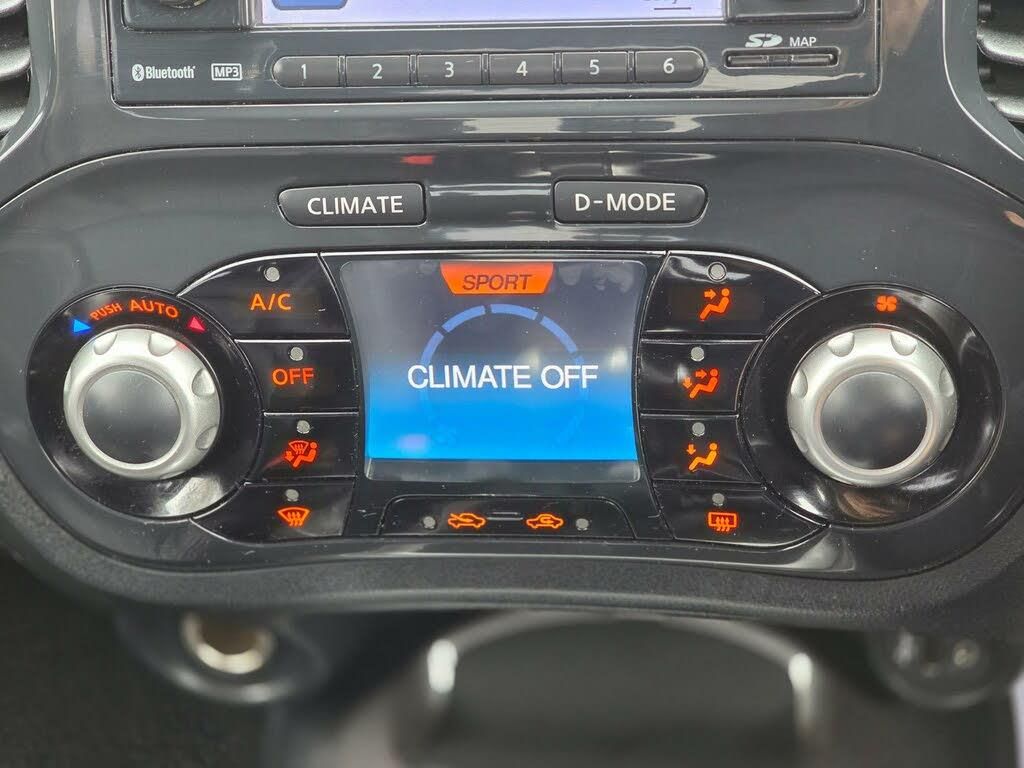 Bluetooth MP3 1 2 3 4 5 6 SD MAP
CLIMATE D-MODE
SPORT
PUSH AUTO A/C
OFF CLIMATE OFF